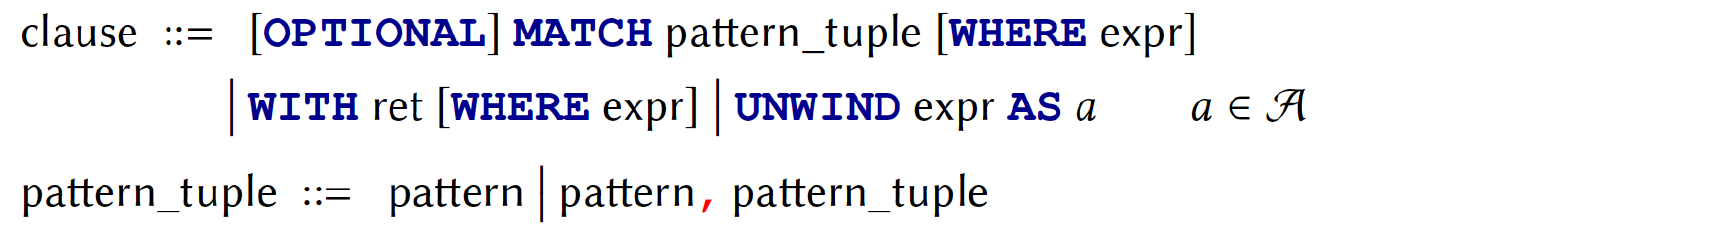 clause ::= [OPTIONAL] MATCH pattern_tuple [WHERE expr]
| WITH ret [WHERE expr] | UNWIND expr AS a a ∈ 𝒜
pattern_tuple ::= pattern | pattern, pattern_tuple